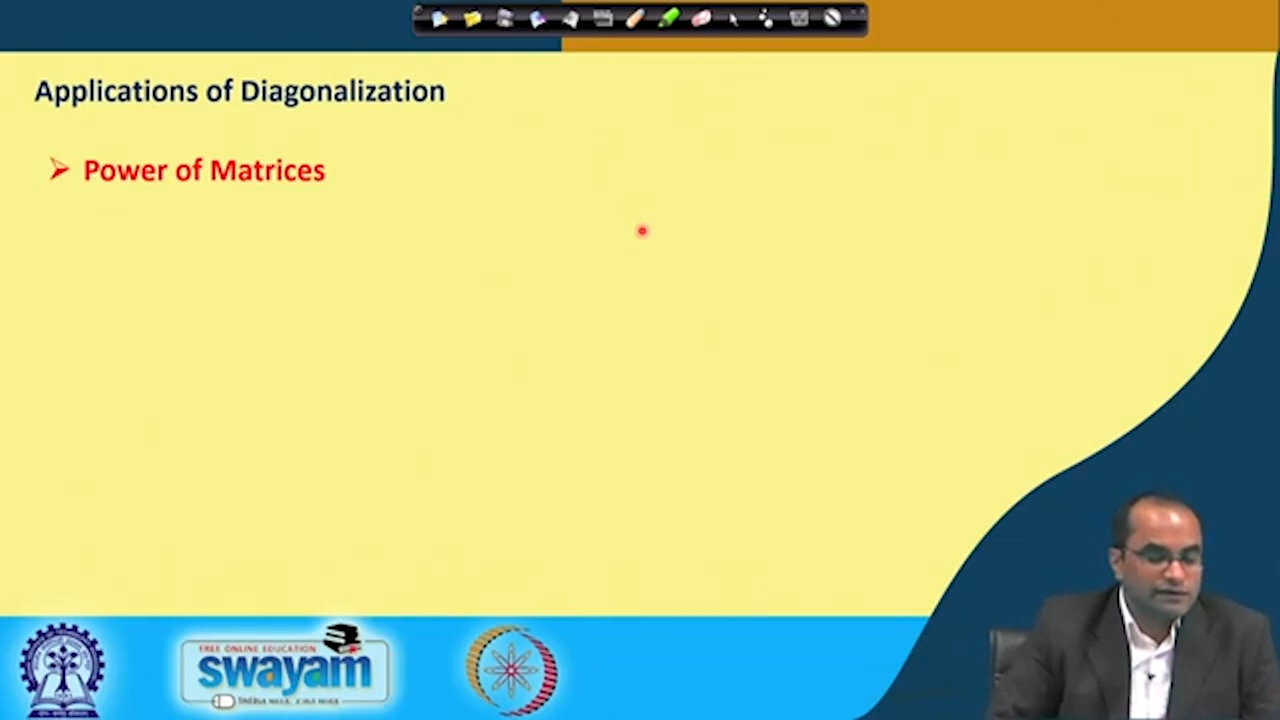 Applications of Diagonalization
Power of Matrices
FREE ONLINE EDUCATION
swayam